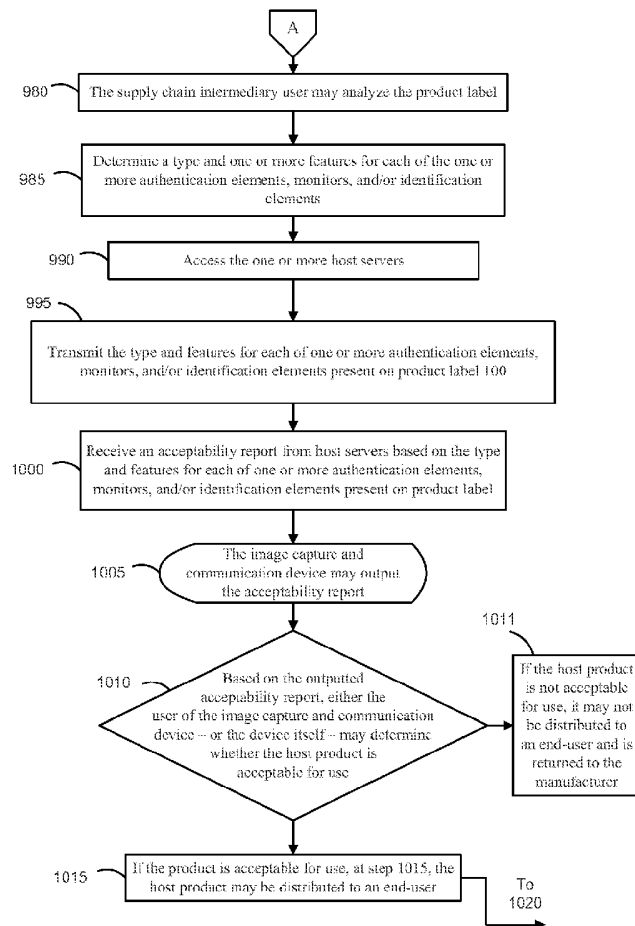 A
980
The supply chain intermediary user may analyze the product label
985
Determine a type and one or more features for each of the one or
more authentication elements, monitors, and/or identification
elements
990
Access the one or more host servers
995
Transmit the type and features for each of one or more authentication elements,
monitors, and/or identification elements present on product label 100
1000
Receive an acceptability report from host servers based on the type
and features for each of one or more authentication elements,
monitors, and/or identification elements present on product label
1005
The image capture and
communication device may output
the acceptability report
1010
Based on the outputted
acceptability report, either the
user of the image capture and communication
device – or the device itself – may determine
whether the host product is
acceptable for use
1011
If the host product
is not acceptable
for use, it may not
be distributed to
an end-user and is
returned to the
manufacturer
1015
If the product is acceptable for use, at step 1015, the
host product may be distributed to an end-user
To
1020